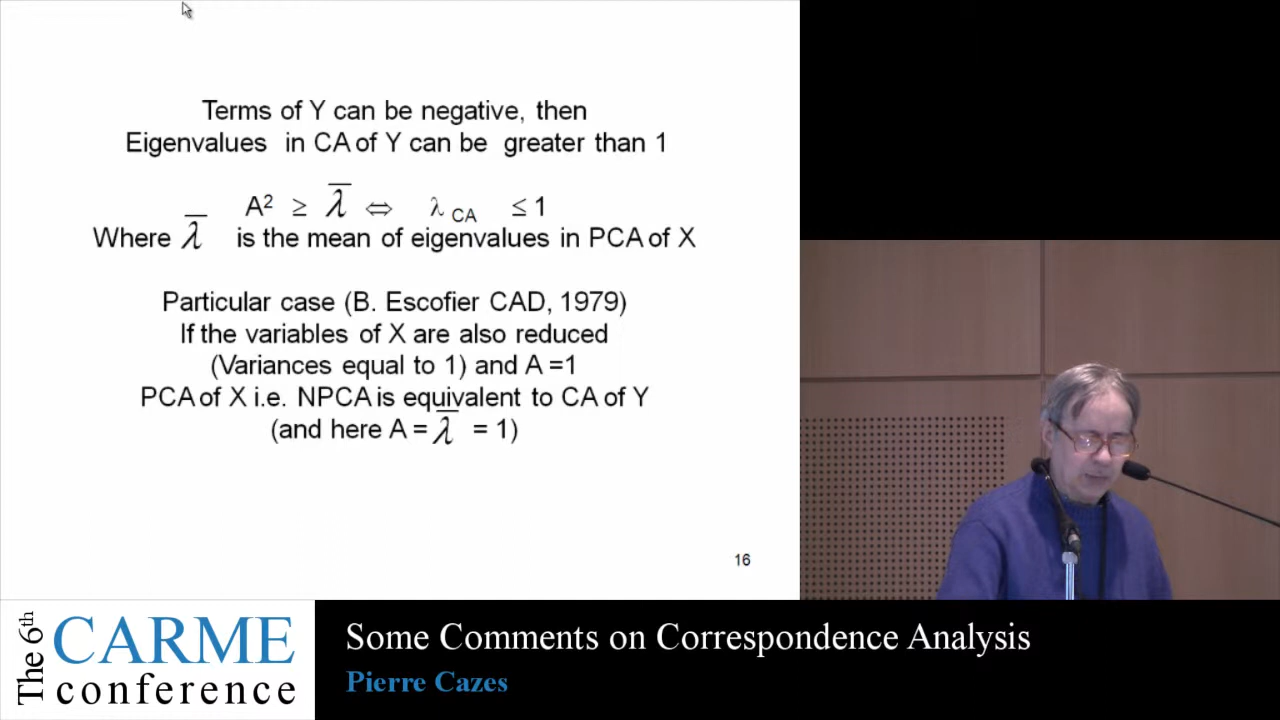 Terms of Y can be negative, then
Eigenvalues in CA of Y can be greater than 1
A² ≥ λ̅ ⇔ λ CA ≤ 1
Where λ̅ is the mean of eigenvalues in PCA of X
Particular case (B. Escofier CAD, 1979)
If the variables of X are also reduced
(Variances equal to 1) and A =1
PCA of X i.e. NPCA is equivalent to CA of Y
(and here A = λ̅ = 1)
16
The 6th
CARME
conference
Some Comments on Correspondence Analysis
Pierre Cazes